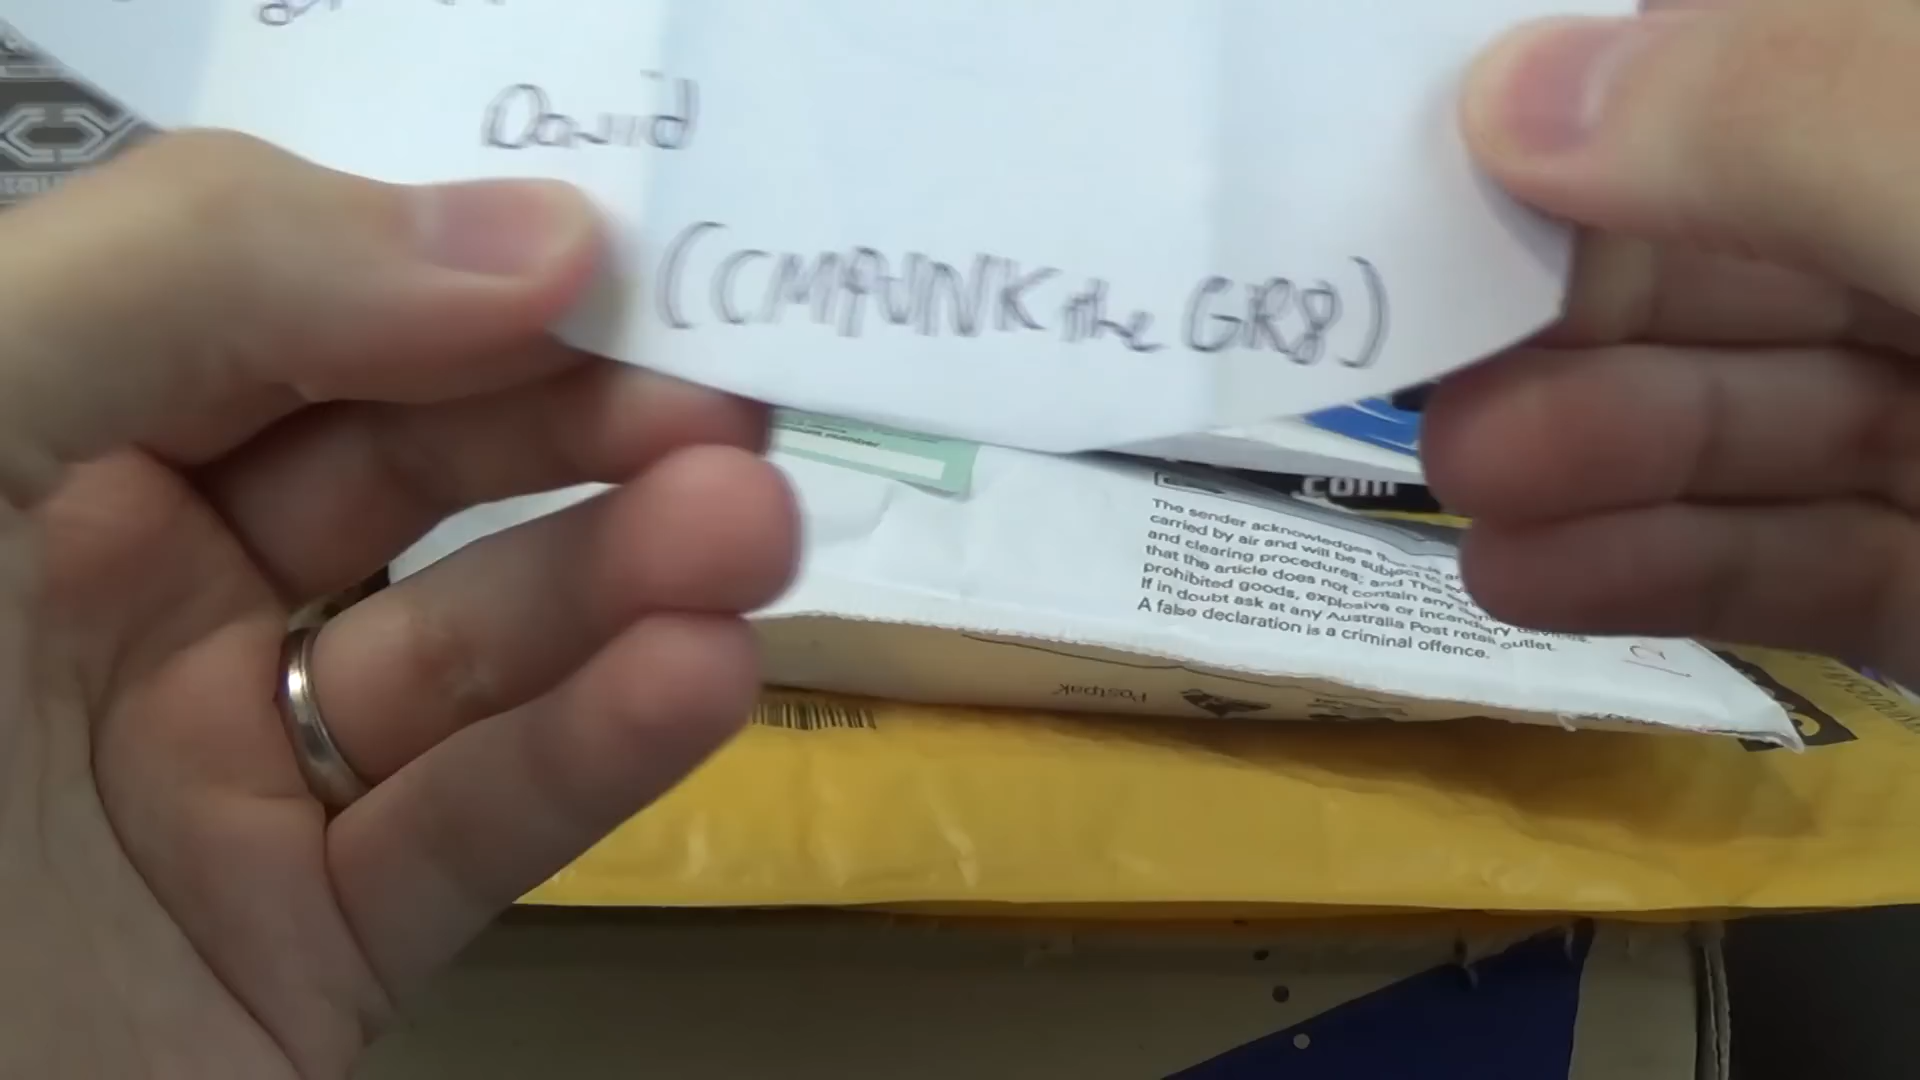 David
(CMPUNK the GR8)
.com
The sender acknowledges
carried by air and will be subject to
and clearing procedures; and The
that the article does not contain any
prohibited goods, explosive or incendiary devices.
If in doubt ask at any Australia Post retail outlet.
A false declaration is a criminal offence.
Postpak